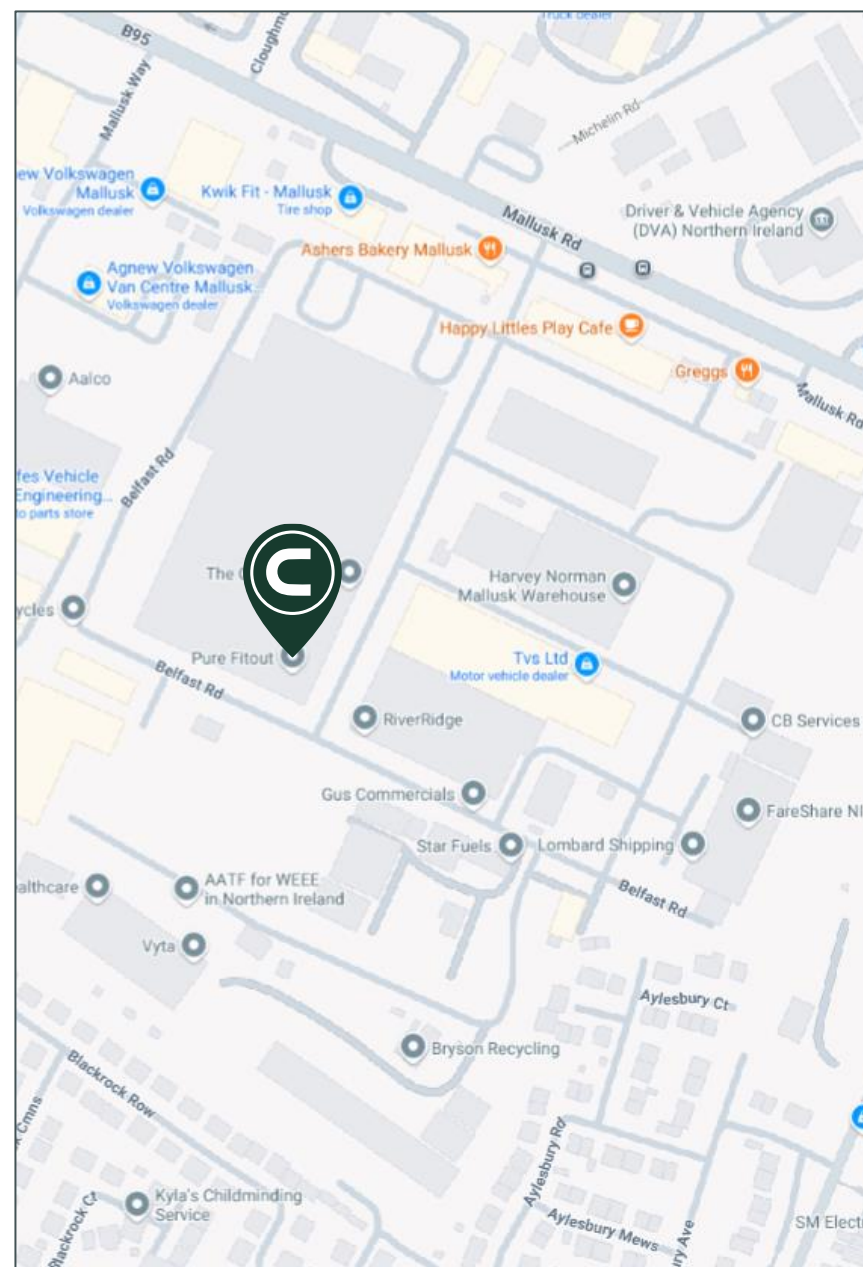 Truck dealer
B95
Mallusk Way
Michelin Rd
ew Volkswagen
Mallusk
Volkswagen dealer
Kwik Fit - Mallusk
Tire shop
Mallusk Rd
Driver & Vehicle Agency
(DVA) Northern Ireland
Ashers Bakery Mallusk
Agnew Volkswagen
Van Centre Mallusk...
Volkswagen dealer
Happy Littles Play Cafe
Greggs
Aalco
Mallusk Rd
Belfast Rd
fes Vehicle
Engineering...
to parts store
The
Harvey Norman
Mallusk Warehouse
ycles
Pure Fitout
Tvs Ltd
Motor vehicle dealer
Belfast Rd
RiverRidge
CB Services
Gus Commercials
FareShare NI
Star Fuels
Lombard Shipping
althcare
AATF for WEEE
in Northern Ireland
Belfast Rd
Vyta
Aylesbury Ct
Bryson Recycling
Blackrock Row
k Cmns
Aylesbury Rd
Kyla's Childminding
Service
Blackrock Ct
Aylesbury Mews
ry Ave
SM Elect